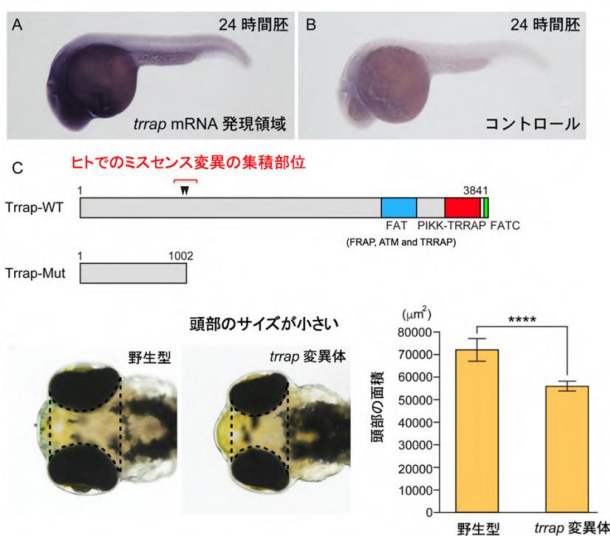 A
24 時間胚
trrap mRNA 発現領域
B
24 時間胚
コントロール
C
ヒトでのミスセンス変異の集積部位
1
3841
Trrap-WT
FAT
PIKK-TRRAP
FATC
(FRAP, ATM and TRRAP)
1
1002
Trrap-Mut
頭部のサイズが小さい
野生型
trrap 変異体
(μm²)
****
頭部の面積
80000
70000
60000
50000
40000
30000
20000
10000
0
野生型
trrap 変異体